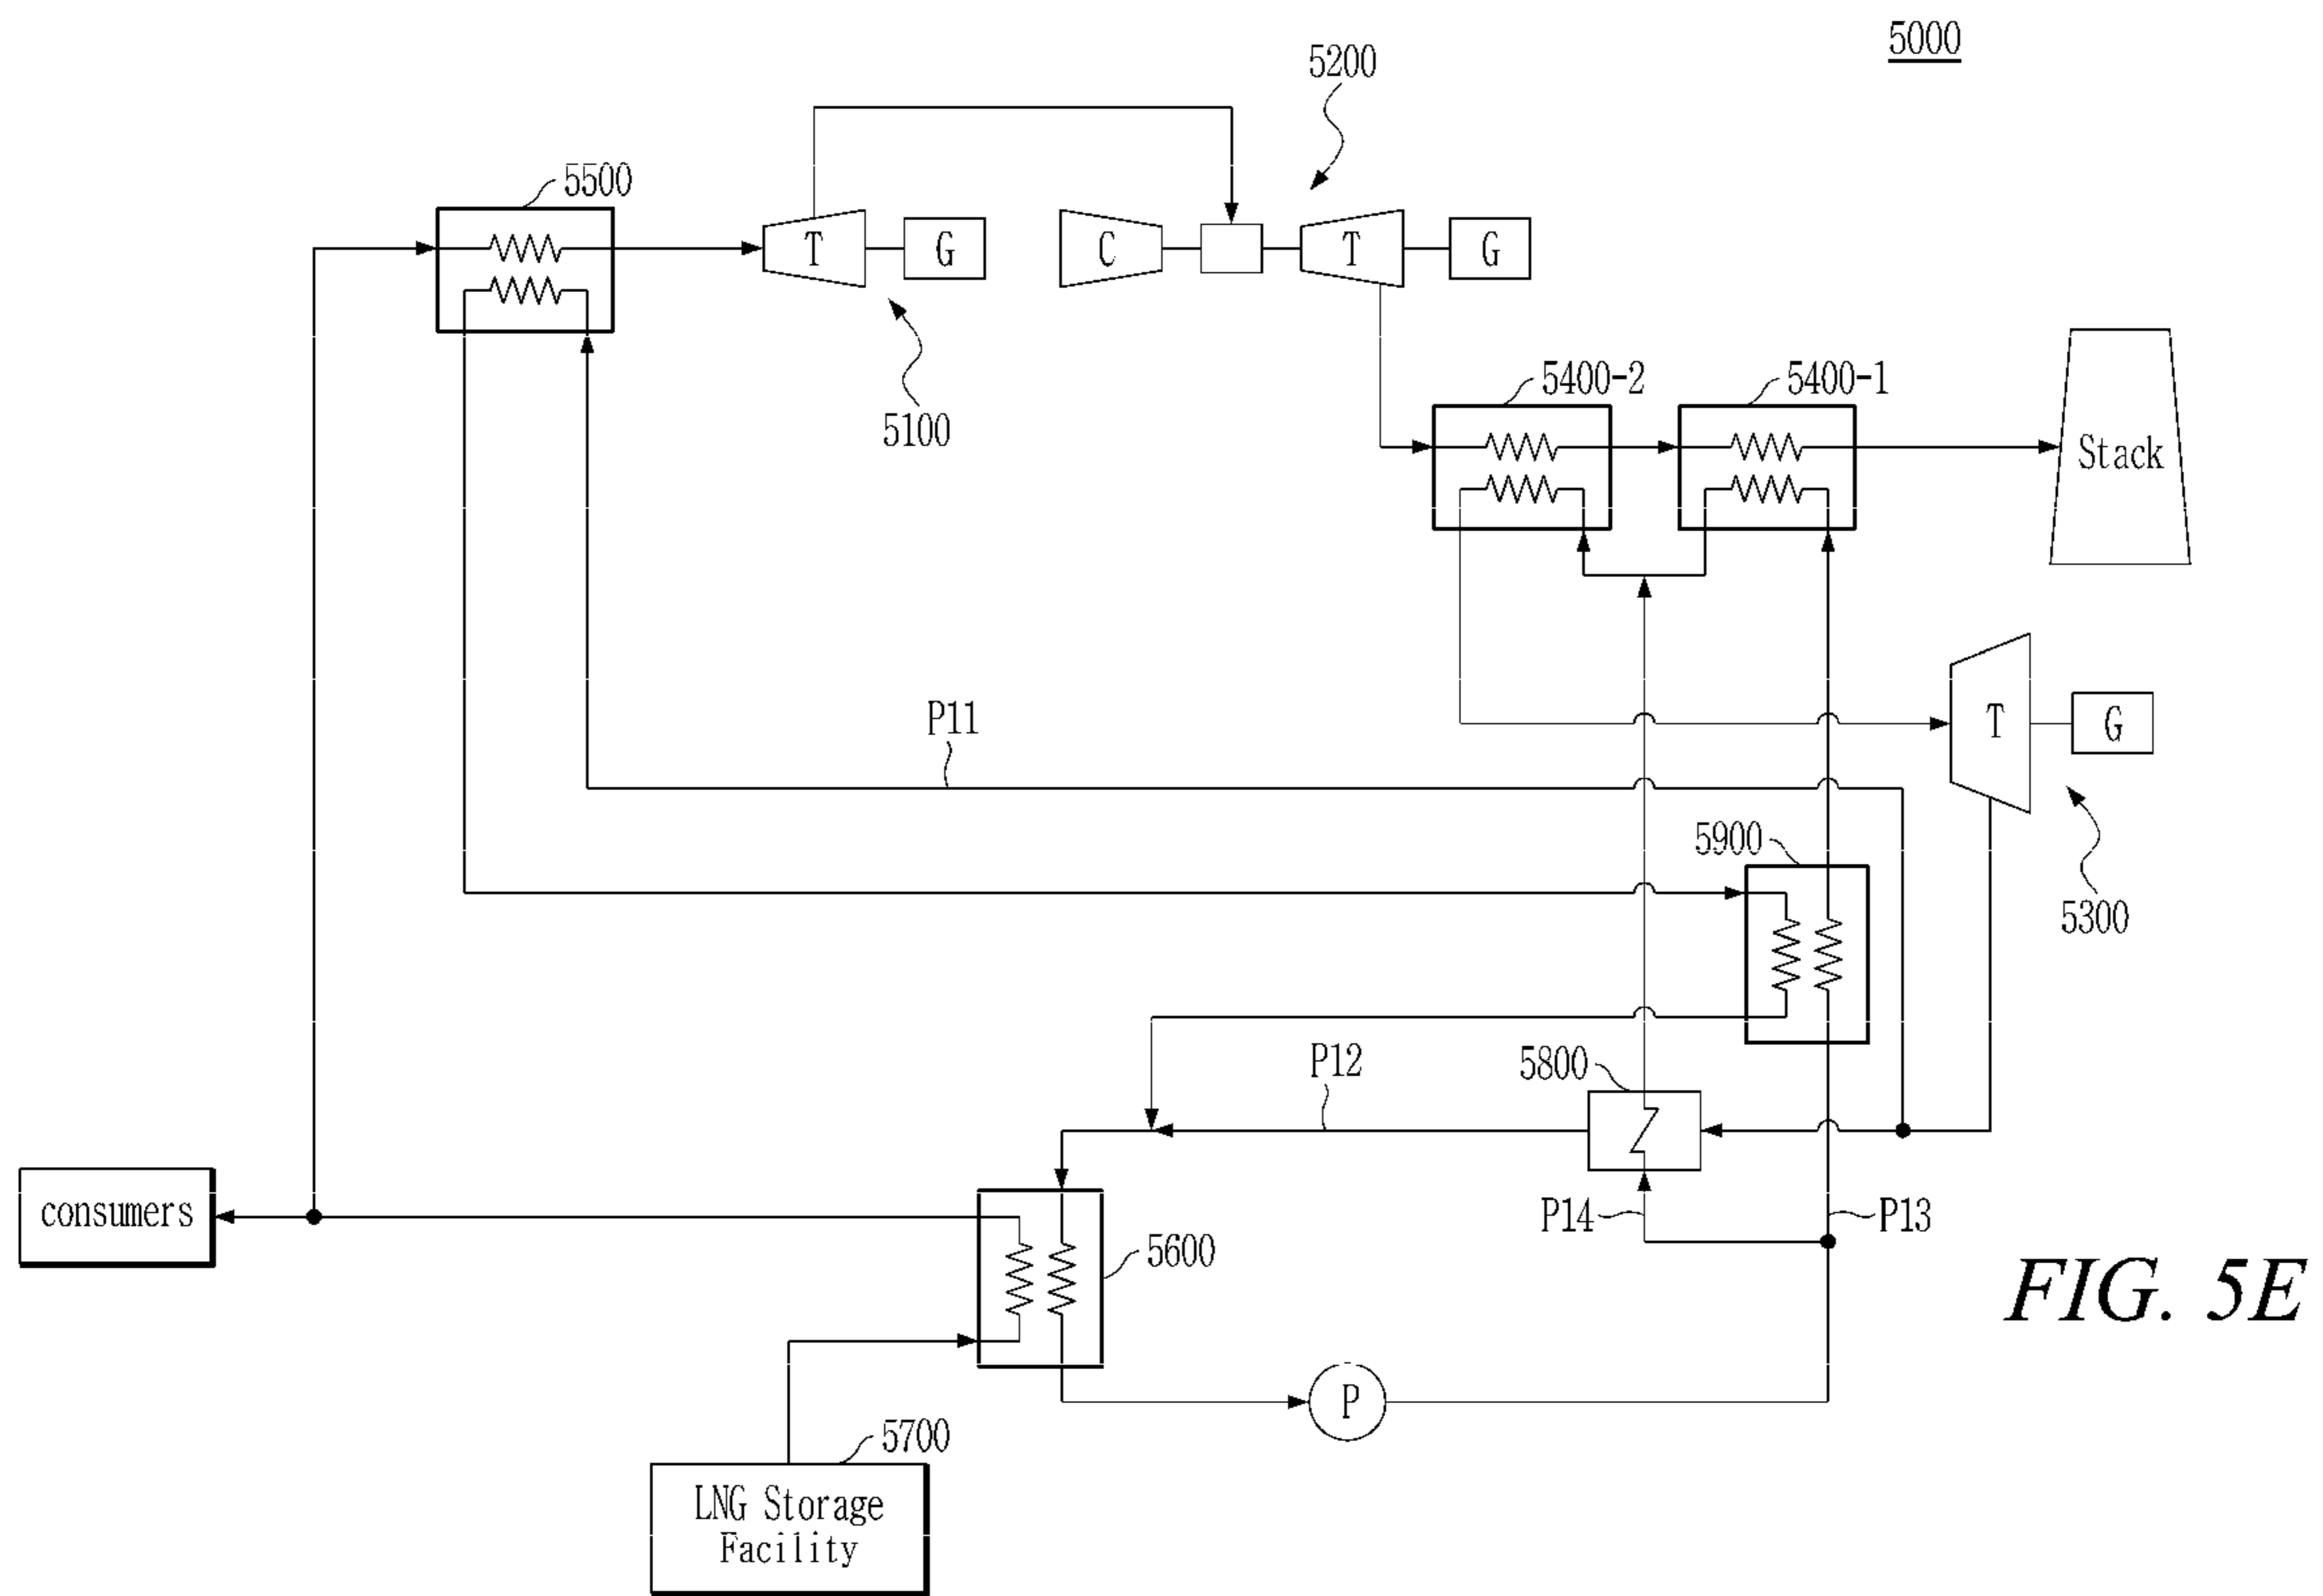 5000
5200
5500
T
G
C
T
G
5400-2
5400-1
5100
Stack
P11
T
G
5900
5300
P12
5800
consumers
P14
P13
5600
FIG. 5E
P
5700
LNG Storage
Facility